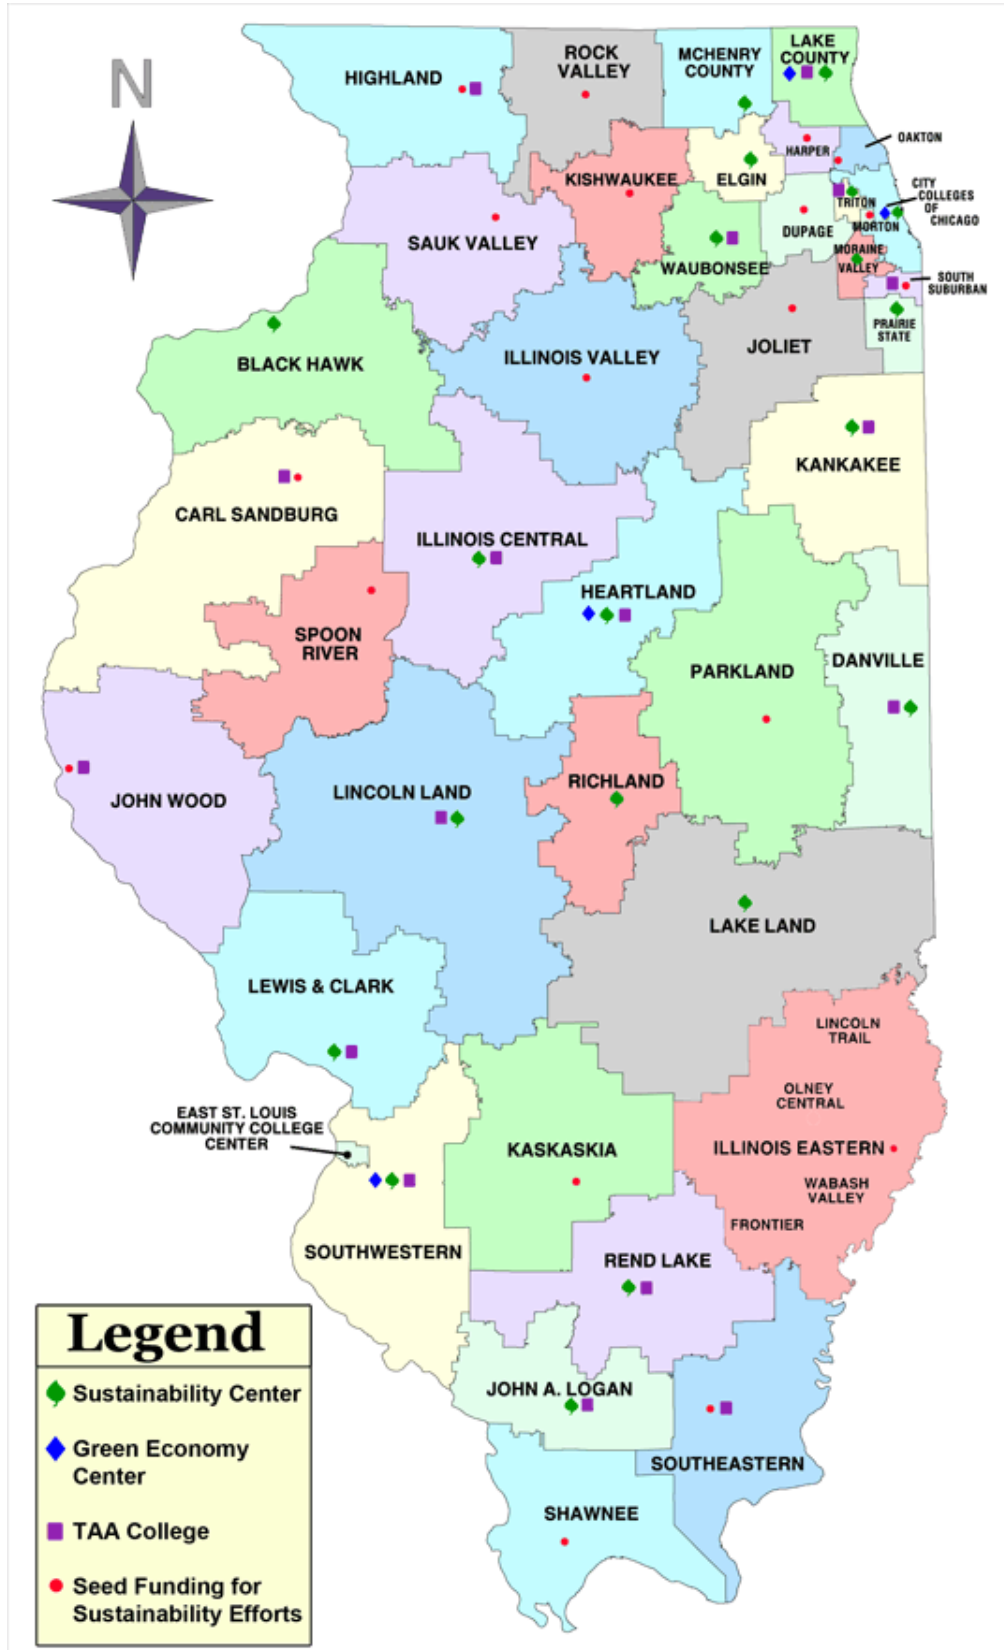 N
HIGHLAND
ROCK
VALLEY
MCHENRY
COUNTY
LAKE
COUNTY
OAKTON
HARPER
KISHWAUKEE
ELGIN
CITY
COLLEGES
OF
CHICAGO
TRITON
MORTON
DUPAGE
SAUK VALLEY
MORAINE
VALLEY
WAUBONSEE
SOUTH
SUBURBAN
PRAIRIE
STATE
JOLIET
ILLINOIS VALLEY
BLACK HAWK
KANKAKEE
CARL SANDBURG
ILLINOIS CENTRAL
HEARTLAND
SPOON
RIVER
DANVILLE
PARKLAND
RICHLAND
LINCOLN LAND
JOHN WOOD
LAKE LAND
LEWIS & CLARK
LINCOLN
TRAIL
OLNEY
CENTRAL
EAST ST. LOUIS
COMMUNITY COLLEGE
CENTER
KASKASKIA
ILLINOIS EASTERN
WABASH
VALLEY
FRONTIER
SOUTHWESTERN
REND LAKE
JOHN A. LOGAN
SOUTHEASTERN
SHAWNEE
Legend
Sustainability Center
Green Economy
Center
TAA College
Seed Funding for
Sustainability Efforts